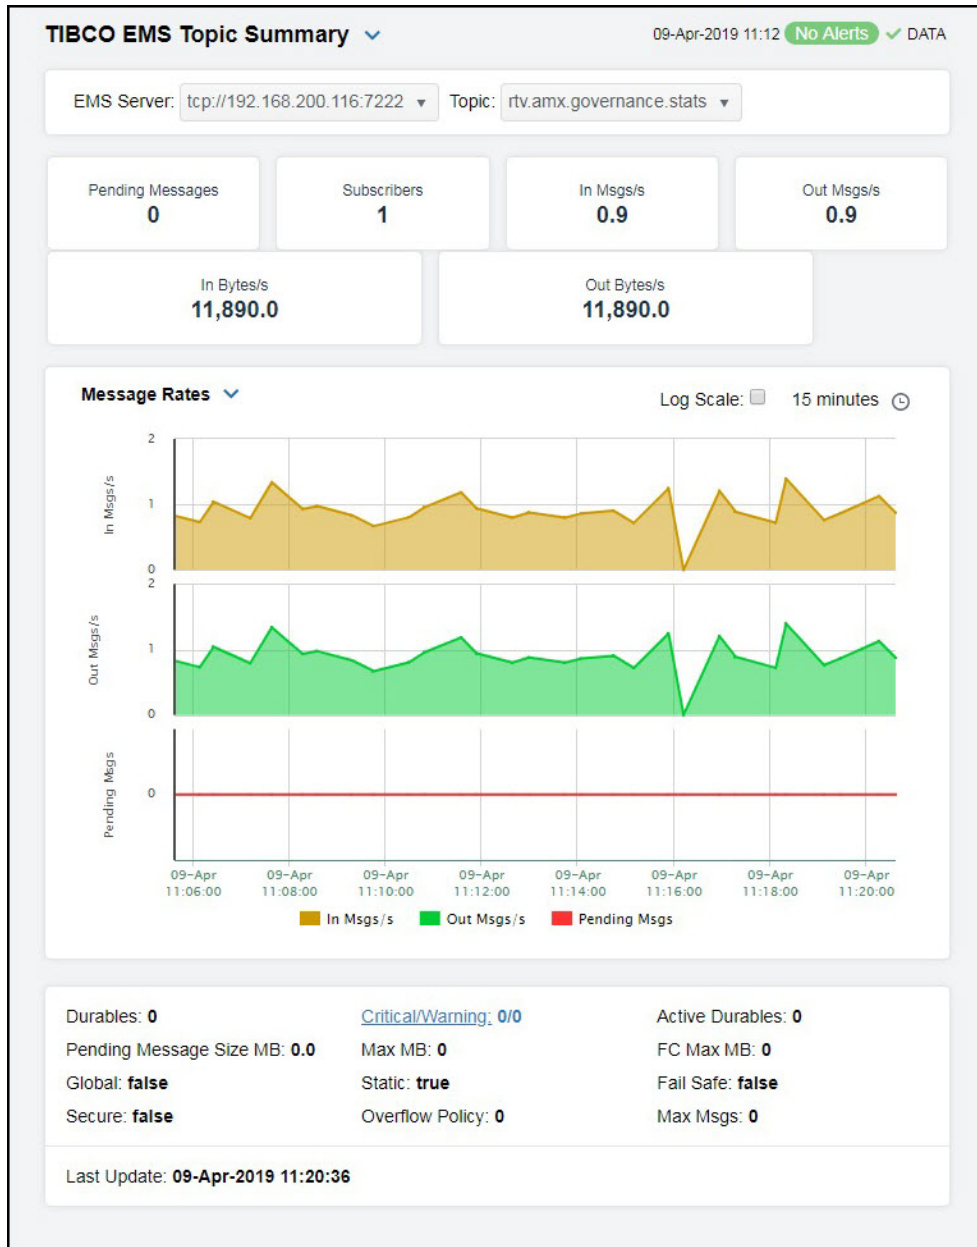 TIBCO EMS Topic Summary
09-Apr-2019 11:12 No Alerts DATA
EMS Server: tcp://192.168.200.116:7222 Topic: rtv.amx.governance.stats
Pending Messages Subscribers In Msgs/s Out Msgs/s
0 1 0.9 0.9
In Bytes/s Out Bytes/s
11,890.0 11,890.0
Message Rates Log Scale: 15 minutes
2
In Msgs/s
1
0
2
Out Msgs/s
1
0
Pending Msgs
0
09-Apr 09-Apr 09-Apr 09-Apr 09-Apr 09-Apr 09-Apr 09-Apr
11:06:00 11:08:00 11:10:00 11:12:00 11:14:00 11:16:00 11:18:00 11:20:00
In Msgs/s Out Msgs/s Pending Msgs
Durables: 0 Critical/Warning: 0/0 Active Durables: 0
Pending Message Size MB: 0.0 Max MB: 0 FC Max MB: 0
Global: false Static: true Fail Safe: false
Secure: false Overflow Policy: 0 Max Msgs: 0
Last Update: 09-Apr-2019 11:20:36